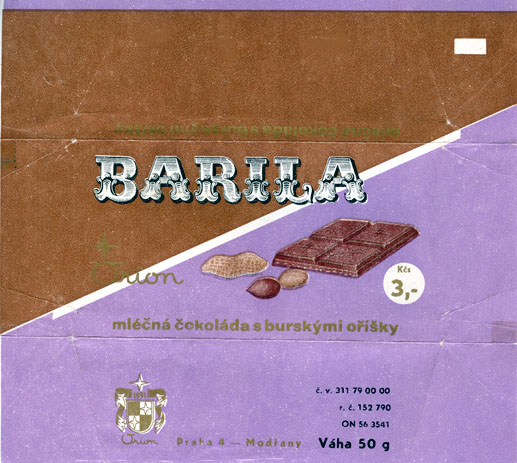 BARILA
Orion
Kčs
3,-
mléčná čokoláda s burskými oříšky
1891
č. v. 311 79 00 00
r. č. 152 790
ON 56 3541
Orion
Praha 4 — Modřany Váha 50 g